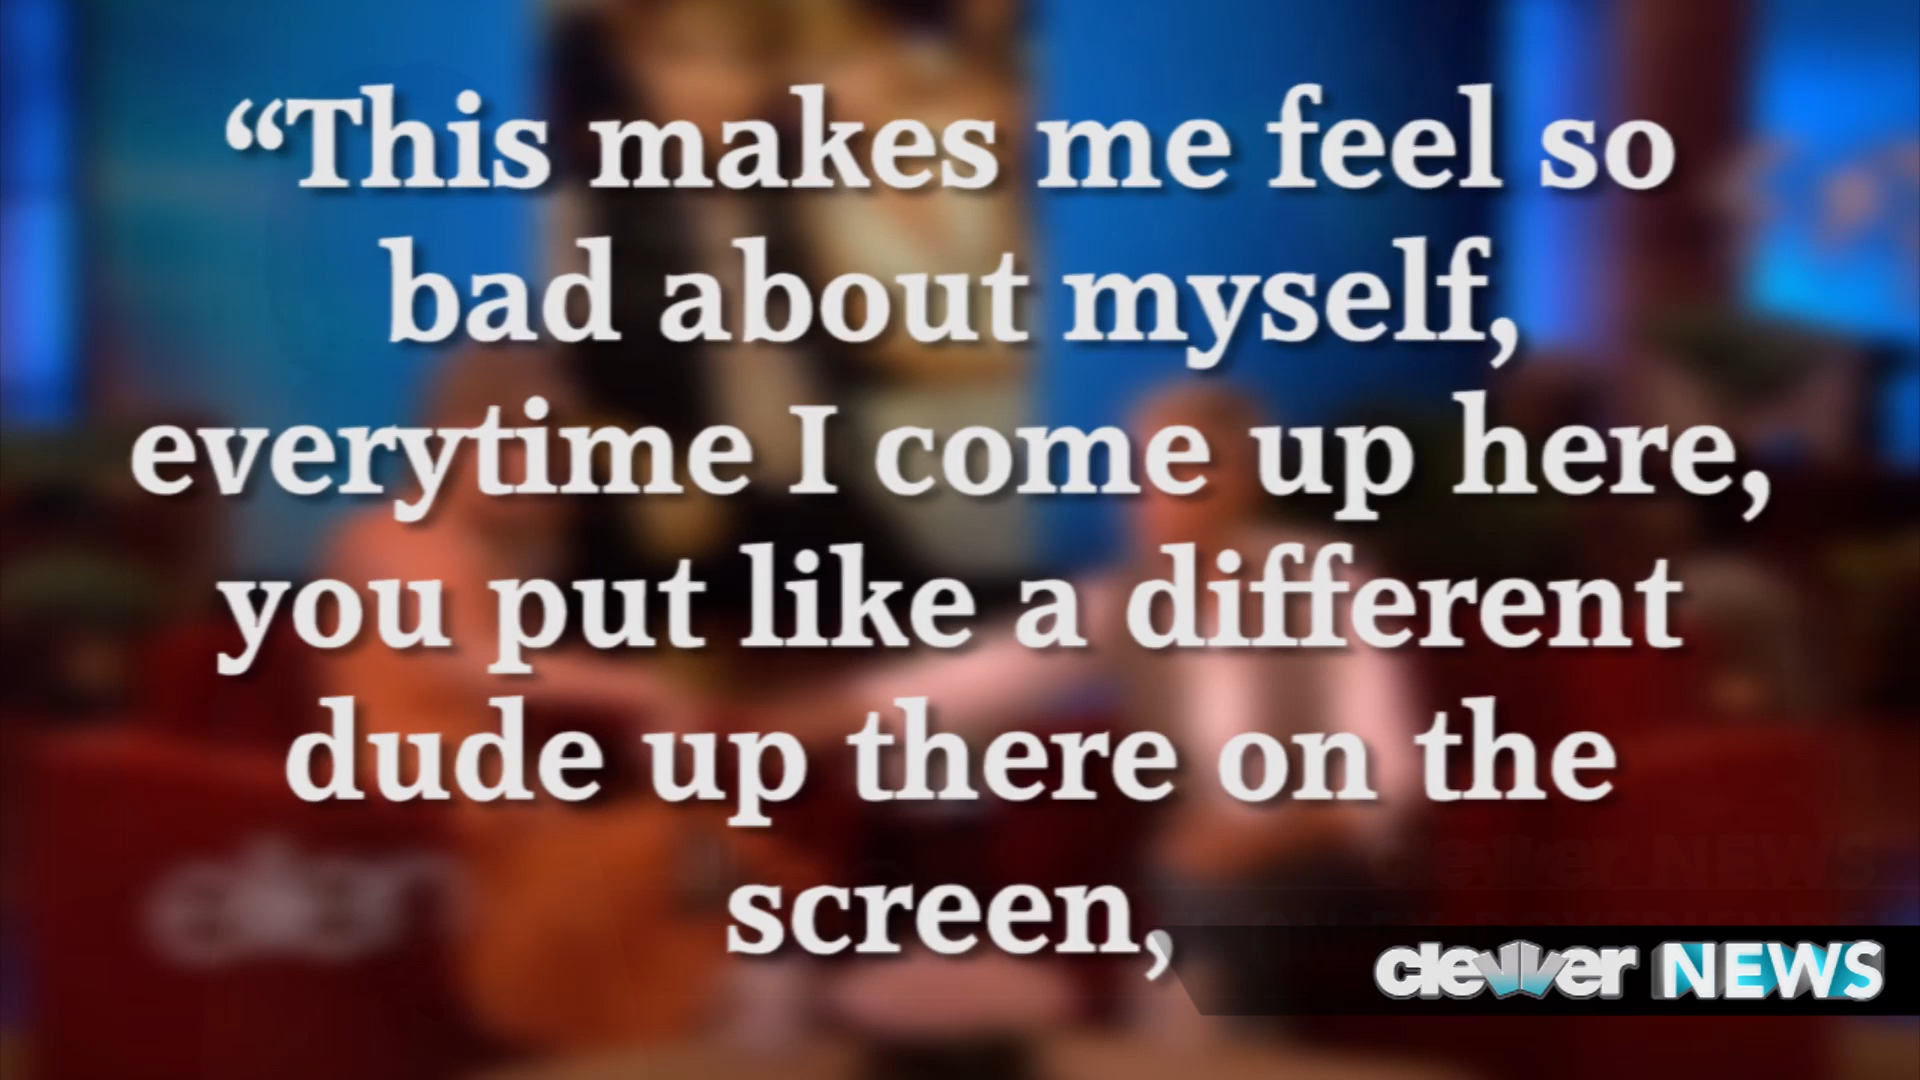 “This makes me feel so
bad about myself,
everytime I come up here,
you put like a different
dude up there on the
screen,
clevver NEWS
ellen